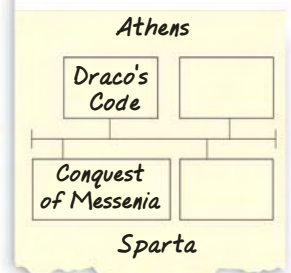 Athens
Draco's
Code
Conquest
of Messenia
Sparta